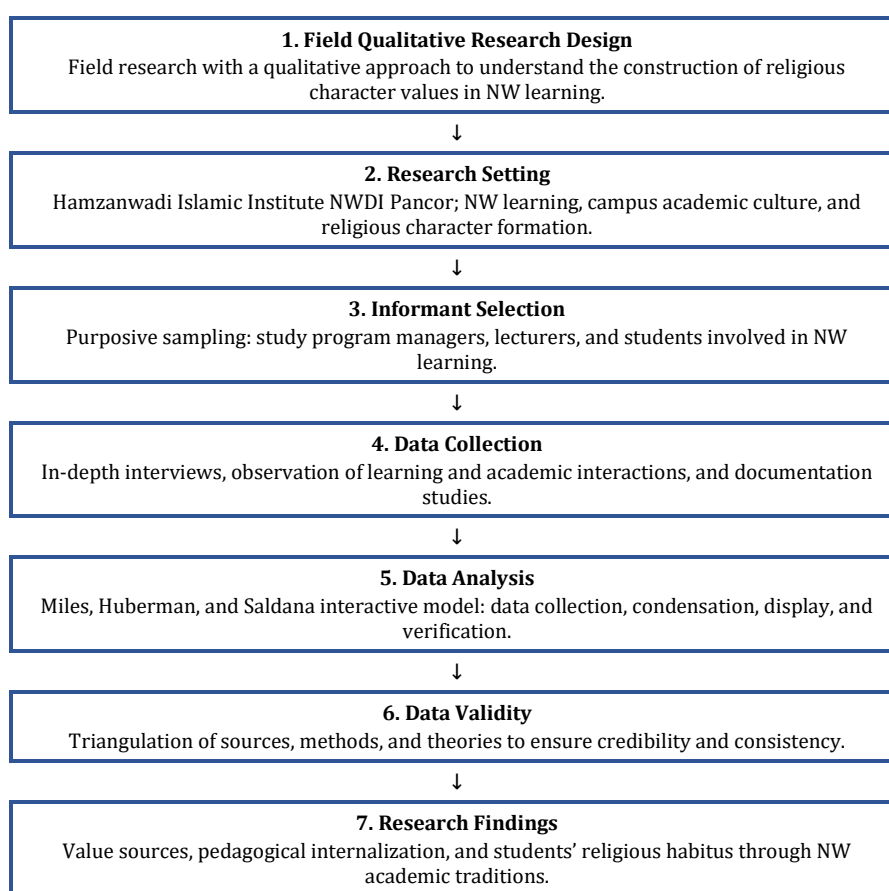 1. Field Qualitative Research Design
Field research with a qualitative approach to understand the construction of religious
character values in NW learning.
↓
2. Research Setting
Hamzanwadi Islamic Institute NWDI Pancor; NW learning, campus academic culture, and
religious character formation.
↓
3. Informant Selection
Purposive sampling: study program managers, lecturers, and students involved in NW
learning.
↓
4. Data Collection
In-depth interviews, observation of learning and academic interactions, and documentation
studies.
↓
5. Data Analysis
Miles, Huberman, and Saldana interactive model: data collection, condensation, display, and
verification.
↓
6. Data Validity
Triangulation of sources, methods, and theories to ensure credibility and consistency.
↓
7. Research Findings
Value sources, pedagogical internalization, and students’ religious habitus through NW
academic traditions.